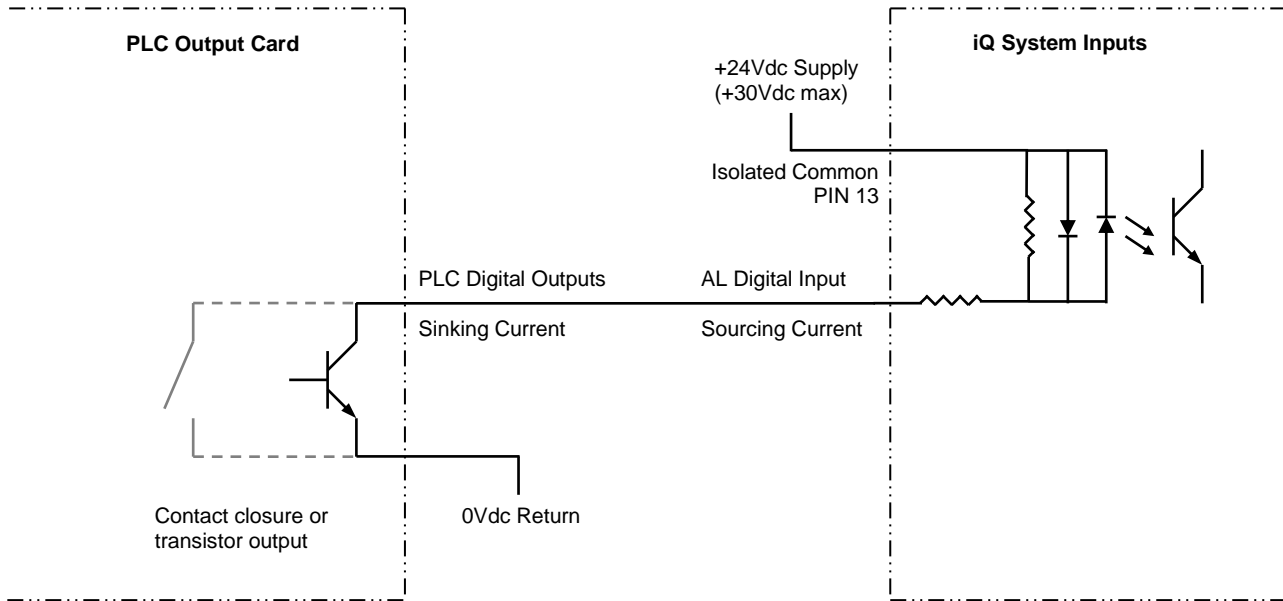 PLC Output Card
iQ System Inputs
+24Vdc Supply
(+30Vdc max)
Isolated Common
PIN 13
PLC Digital Outputs
AL Digital Input
Sinking Current
Sourcing Current
Contact closure or
transistor output
0Vdc Return